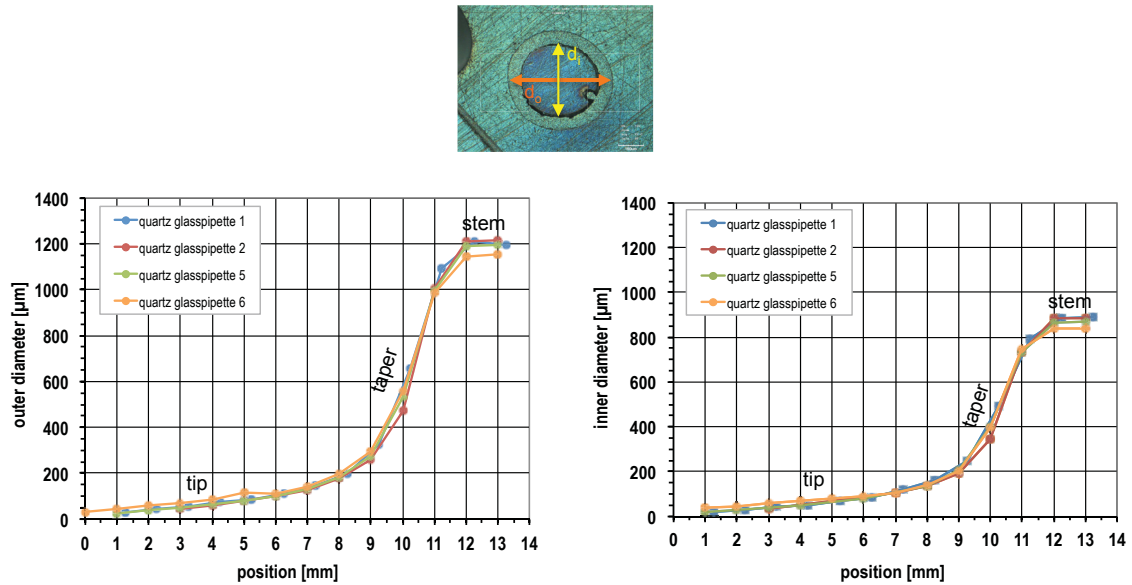 di
do
1400
1200
1000
800
600
400
200
0
outer diameter [µm]
quartz glasspipette 1
quartz glasspipette 2
quartz glasspipette 5
quartz glasspipette 6
stem
taper
tip
0 1 2 3 4 5 6 7 8 9 10 11 12 13 14
position [mm]
1400
1200
1000
800
600
400
200
0
inner diameter [µm]
quartz glasspipette 1
quartz glasspipette 2
quartz glasspipette 5
quartz glasspipette 6
stem
taper
tip
0 1 2 3 4 5 6 7 8 9 10 11 12 13 14
position [mm]